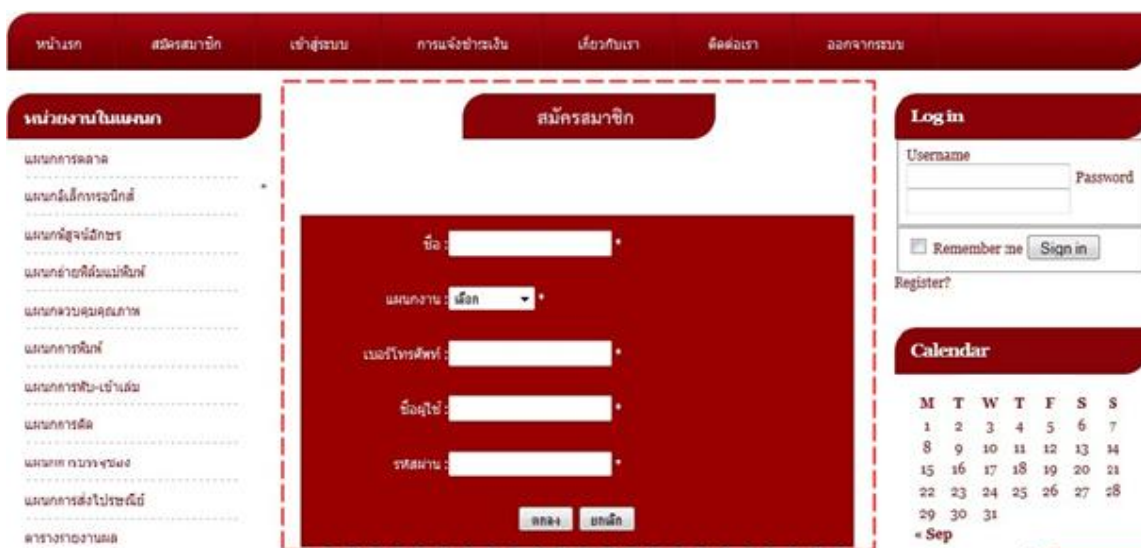 หน้าแรก สมัครสมาชิก เข้าสู่ระบบ การแจ้งชำระเงิน เกี่ยวกับเรา ติดต่อเรา ออกจากระบบ
หน่วยงานในแผนก
แผนกการตลาด
แผนกอิเล็กทรอนิกส์
แผนกพิสูจน์อักษร
แผนกถ่ายฟิล์มแม่พิมพ์
แผนกควบคุมคุณภาพ
แผนกการพิมพ์
แผนกการพับ-เข้าเล่ม
แผนกการตัด
แผนกการส่งไปรษณีย์
ตารางรายงานผล
*
สมัครสมาชิก
ชื่อ : *
แผนกงาน : เลือก *
เบอร์โทรศัพท์ : *
ชื่อผู้ใช้ : *
รหัสผ่าน : *
ตกลง ยกเลิก
Log in
Username
Password
Remember me Sign in
Register?
Calendar
M T W T F S S
1 2 3 4 5 6 7
8 9 10 11 12 13 14
15 16 17 18 19 20 21
22 23 24 25 26 27 28
29 30 31
« Sep